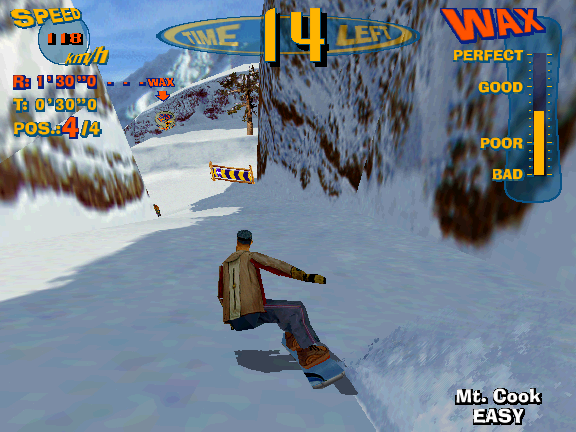 SPEED
118
km/h
TIME 14 LEFT
WAX
PERFECT
GOOD
POOR
BAD
R: 1'30"0 - - - WAX
T: 0'30"0
POS.:4/4
Mt. Cook
EASY